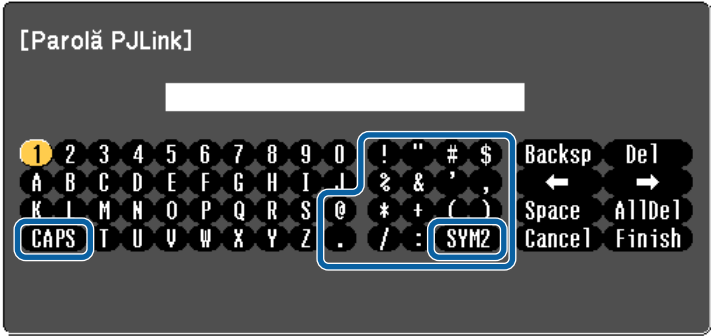 [Parolă PJLink]
1 2 3 4 5 6 7 8 9 0 ! " # $ Backsp Del
A B C D E F G H I J % & ' , ← →
K L M N O P Q R S @ * + ( ) Space AllDel
CAPS T U V W X Y Z . / : SYM2 Cancel Finish